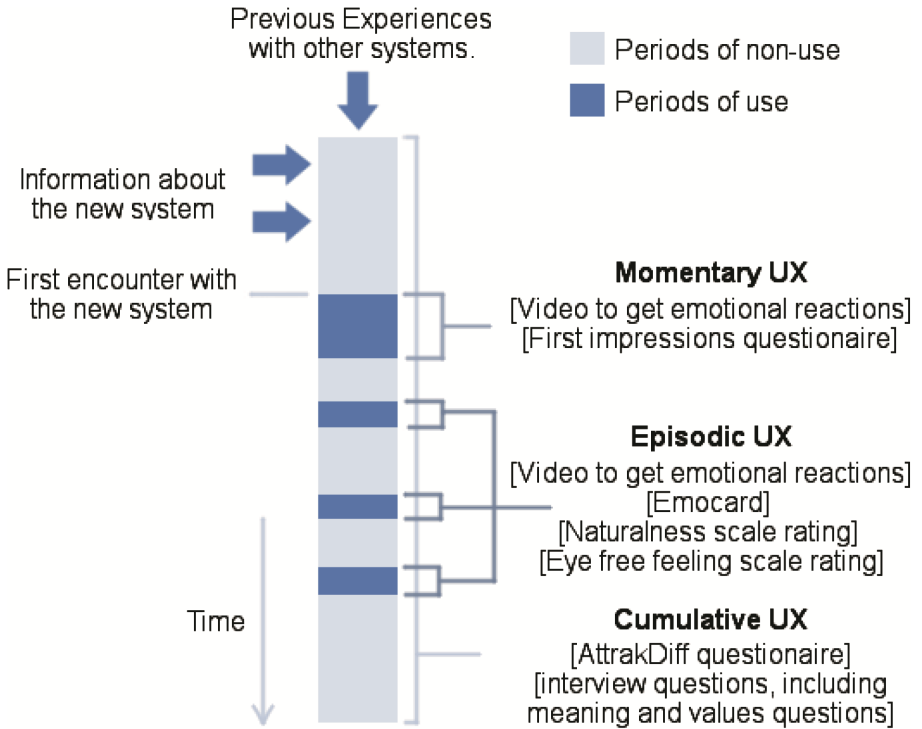 Previous Experiences
with other systems.
Periods of non-use
Periods of use
Information about
the new system
First encounter with
the new system
Momentary UX
[Video to get emotional reactions]
[First impressions questionaire]
Episodic UX
[Video to get emotional reactions]
[Emocard]
[Naturalness scale rating]
[Eye free feeling scale rating]
Time
Cumulative UX
[AttrakDiff questionaire]
[interview questions, including
meaning and values questions]